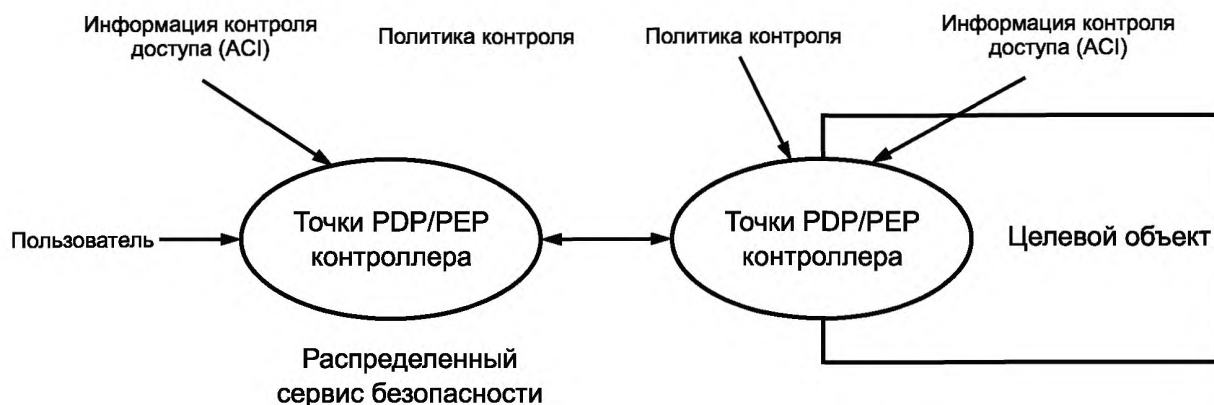 Информация контроля
доступа (ACI)
Политика контроля
Политика контроля
Информация контроля
доступа (ACI)
Пользователь
Точки PDP/PEP
контроллера
Точки PDP/PEP
контроллера
Целевой объект
Распределенный
сервис безопасности